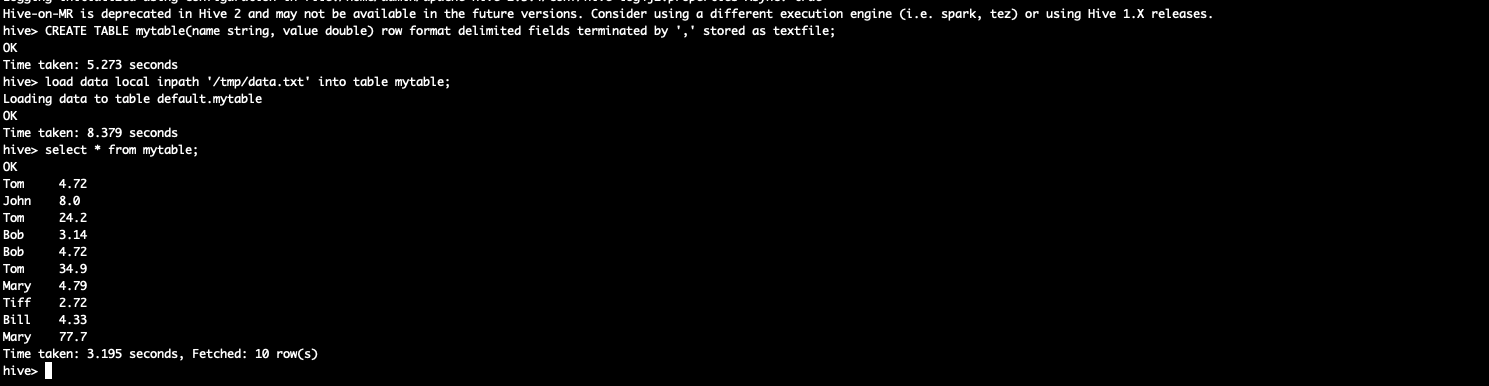 Hive-on-MR is deprecated in Hive 2 and may not be available in the future versions. Consider using a different execution engine (i.e. spark, tez) or using Hive 1.X releases.
hive> CREATE TABLE mytable(name string, value double) row format delimited fields terminated by ',' stored as textfile;
OK
Time taken: 5.273 seconds
hive> load data local inpath '/tmp/data.txt' into table mytable;
Loading data to table default.mytable
OK
Time taken: 8.379 seconds
hive> select * from mytable;
OK
Tom 4.72
John 8.0
Tom 24.2
Bob 3.14
Bob 4.72
Tom 34.9
Mary 4.79
Tiff 2.72
Bill 4.33
Mary 77.7
Time taken: 3.195 seconds, Fetched: 10 row(s)
hive>